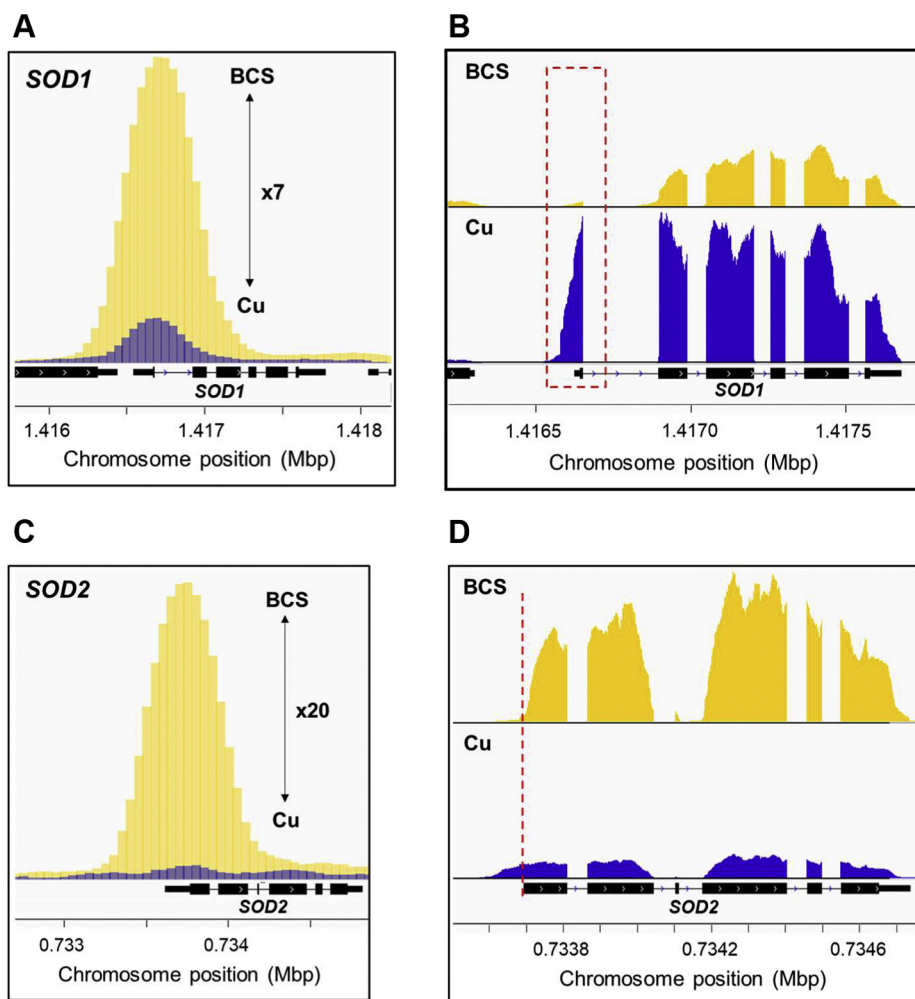 A
SOD1
BCS
x7
Cu
SOD1
1.416
1.417
1.418
Chromosome position (Mbp)
B
BCS
Cu
SOD1
1.4165
1.4170
1.4175
Chromosome position (Mbp)
C
SOD2
BCS
x20
Cu
SOD2
0.733
0.734
Chromosome position (Mbp)
D
BCS
Cu
SOD2
0.7338
0.7342
0.7346
Chromosome position (Mbp)